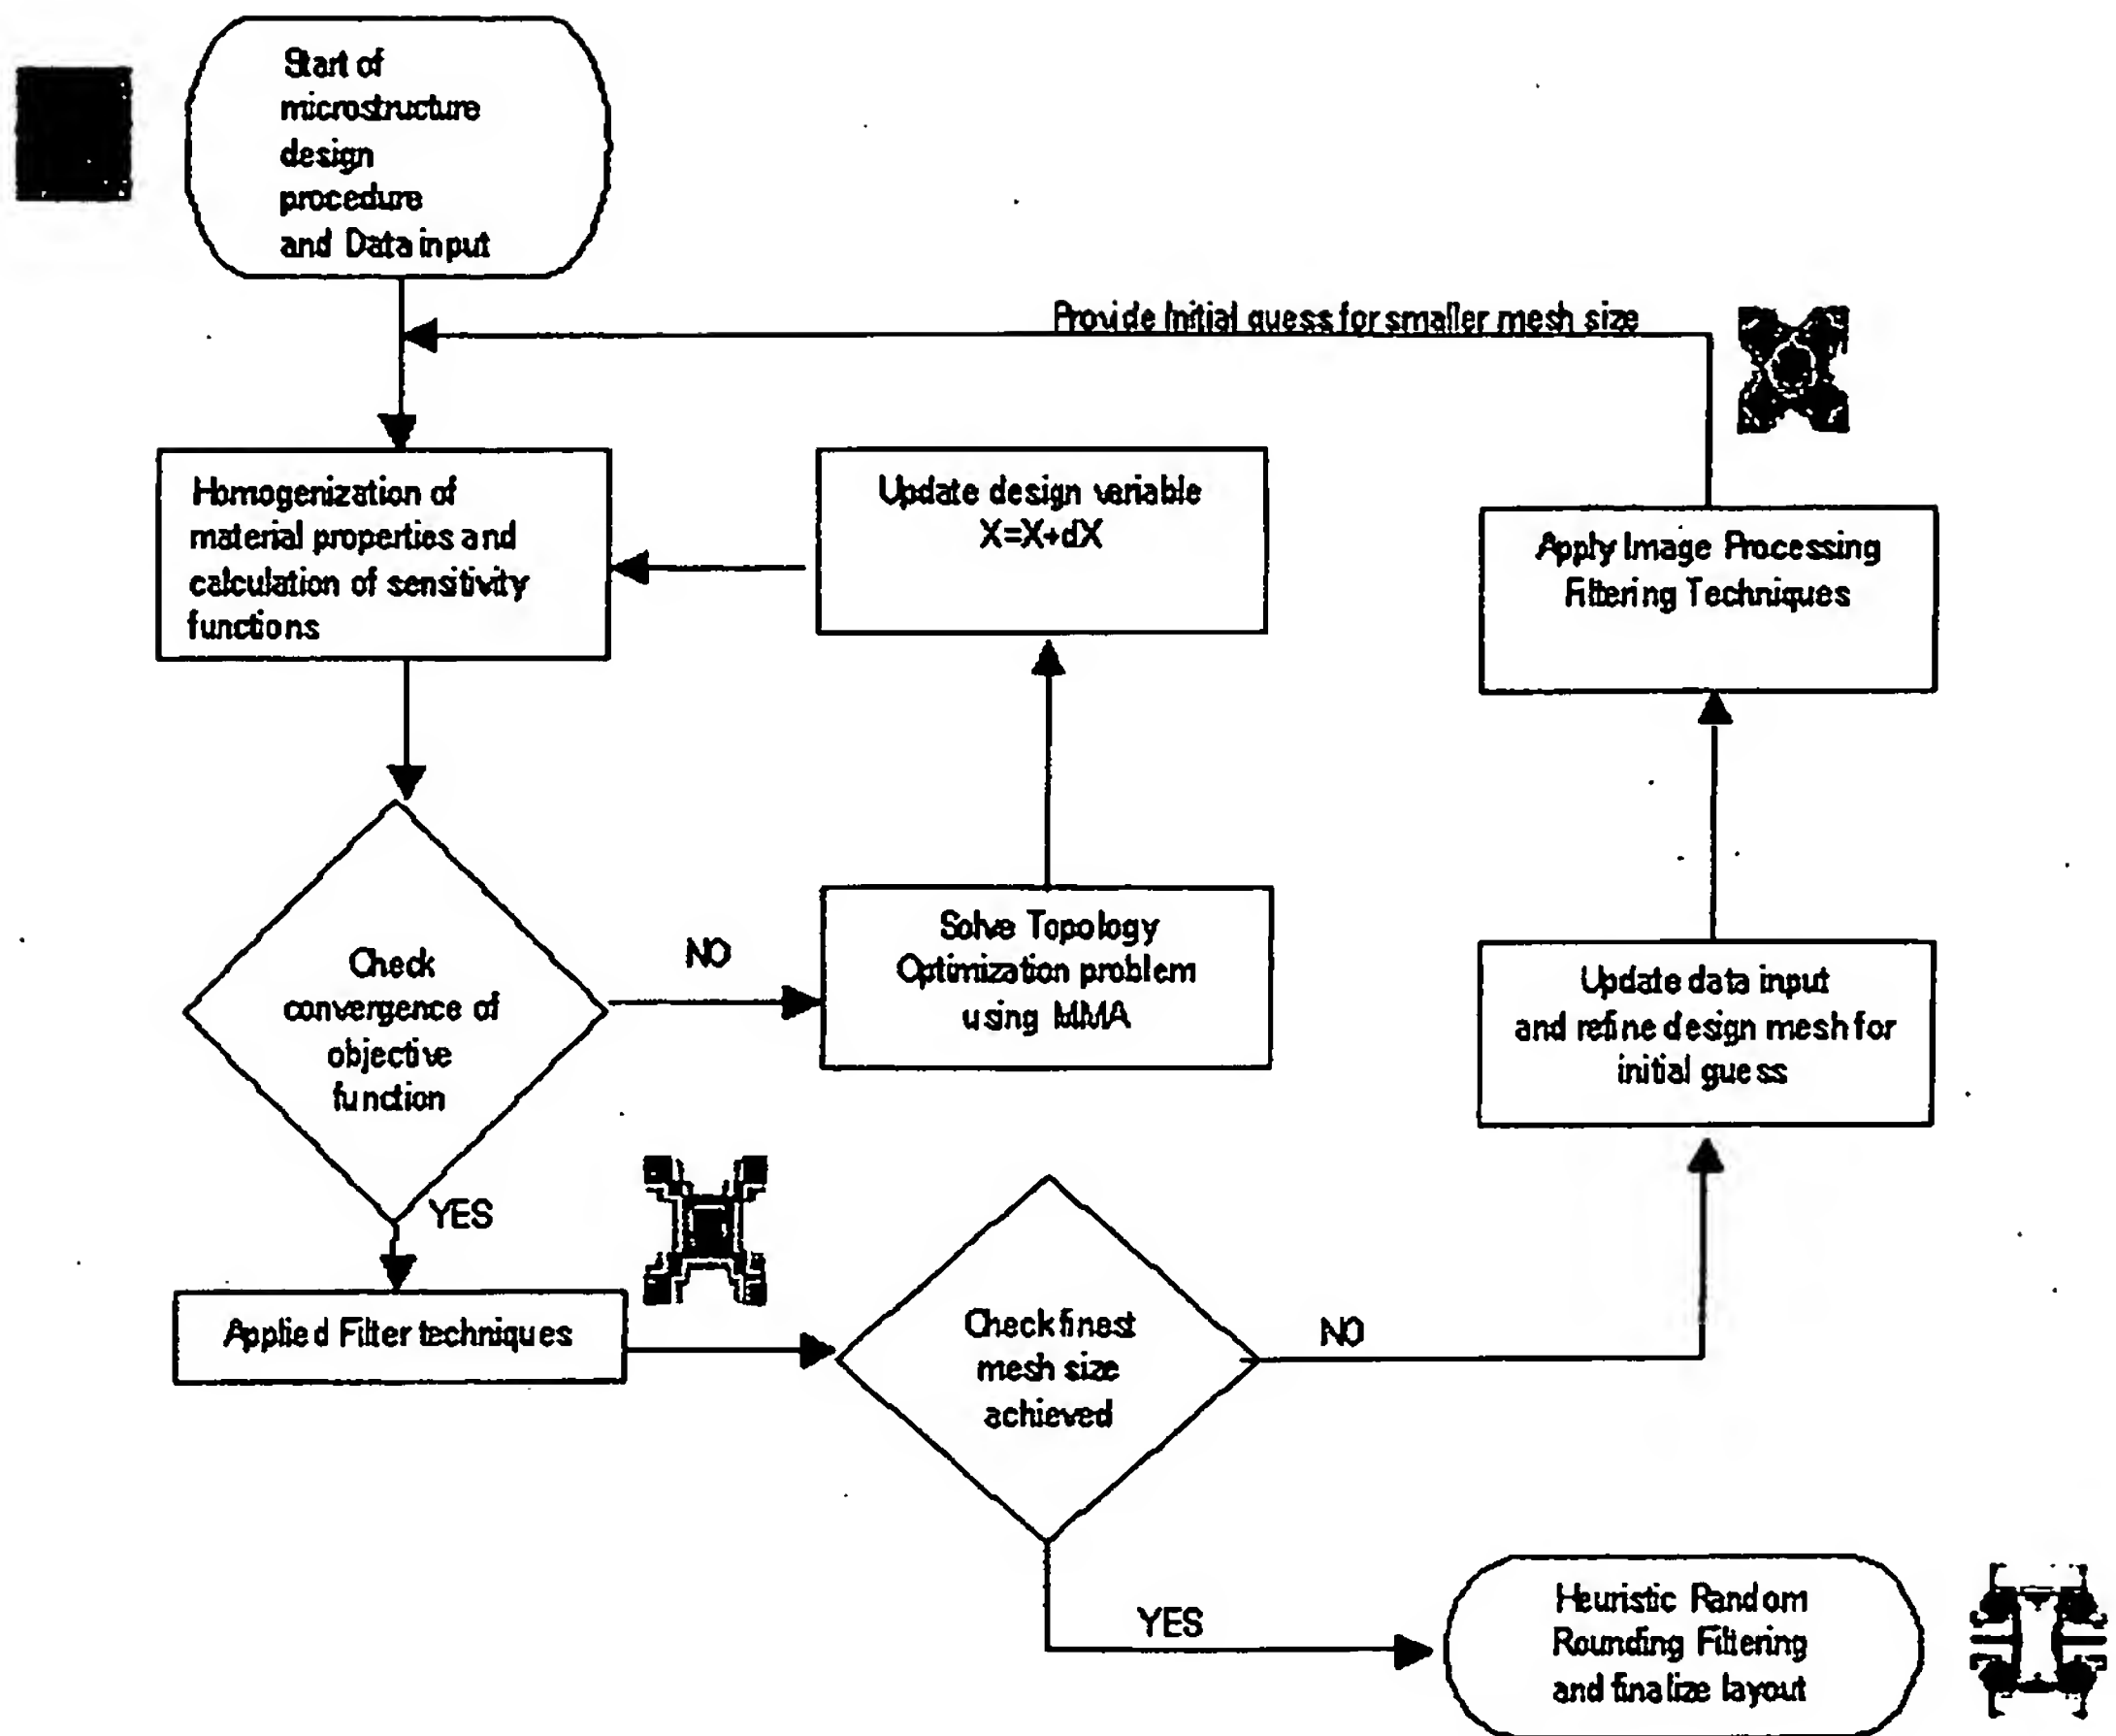 Start of
microstructure
design
procedure
and Data input
Provide Initial guess for smaller mesh size
Homogenization of
material properties and
calculation of sensitivity
functions
Update design variable
X=X+dX
Apply Image Processing
Filtering Techniques
Check
convergence of
objective
function
NO
Solve Topology
Optimization problem
using MMA
Update data input
and refine design mesh for
initial guess
YES
Applied Filter techniques
Check finest
mesh size
achieved
NO
YES
Heuristic Random
Rounding Filtering
and finalize layout